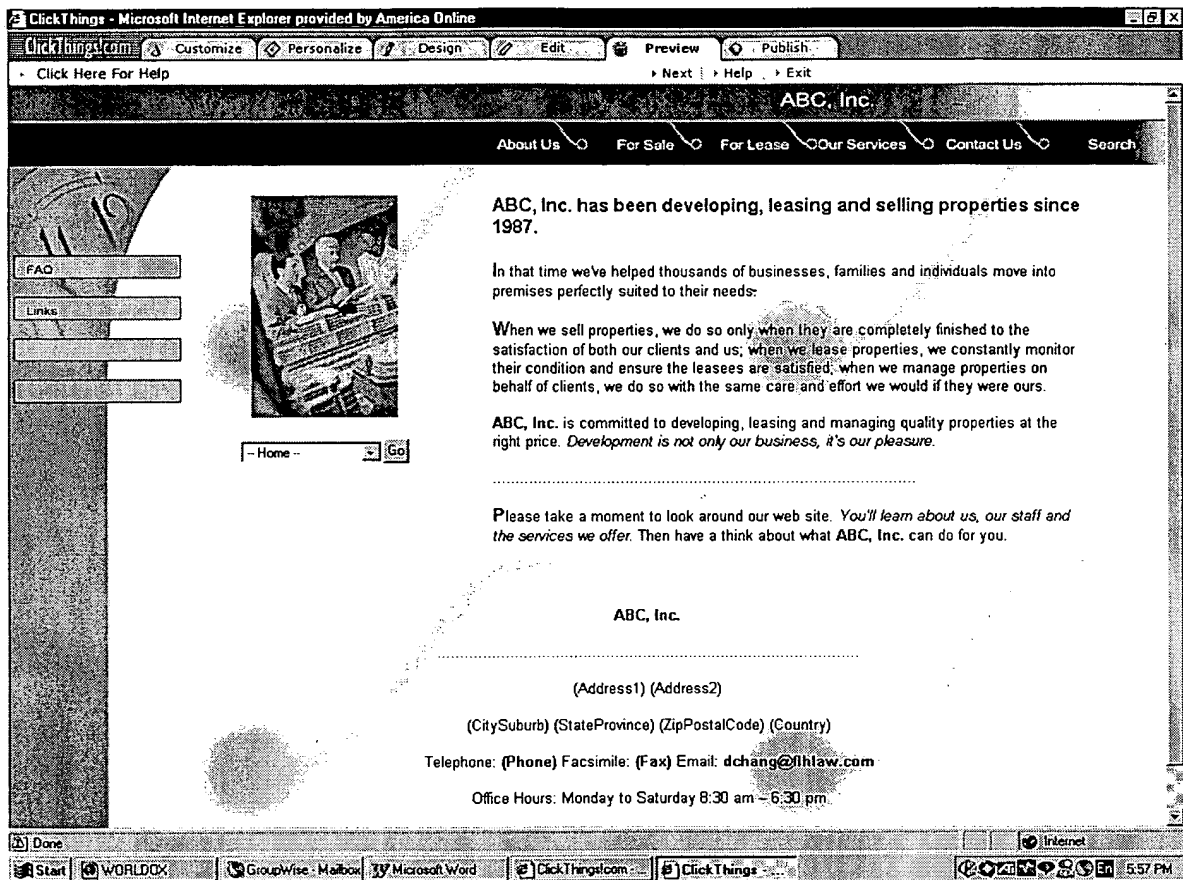 ClickThings - Microsoft Internet Explorer provided by America Online
ClickThings!com Customize Personalize Design Edit Preview Publish
Click Here For Help Next Help Exit
ABC, Inc.
About Us For Sale For Lease Our Services Contact Us Search
FAQ
Links
-- Home -- Go
ABC, Inc. has been developing, leasing and selling properties since
1987.
In that time we've helped thousands of businesses, families and individuals move into
premises perfectly suited to their needs.
When we sell properties, we do so only when they are completely finished to the
satisfaction of both our clients and us; when we lease properties, we constantly monitor
their condition and ensure the leasees are satisfied; when we manage properties on
behalf of clients, we do so with the same care and effort we would if they were ours.
ABC, Inc. is committed to developing, leasing and managing quality properties at the
right price. Development is not only our business, it's our pleasure.
Please take a moment to look around our web site. You'll learn about us, our staff and
the services we offer. Then have a think about what ABC, Inc. can do for you.
ABC, Inc.
(Address1) (Address2)
(CitySuburb) (StateProvince) (ZipPostalCode) (Country)
Telephone: (Phone) Facsimile: (Fax) Email: dchang@flhlaw.com
Office Hours: Monday to Saturday 8:30 am – 6:30 pm
Done Internet
Start WORLDOX GroupWise - Mailbox Microsoft Word ClickThings!com - ... ClickThings - ... En 5:57 PM